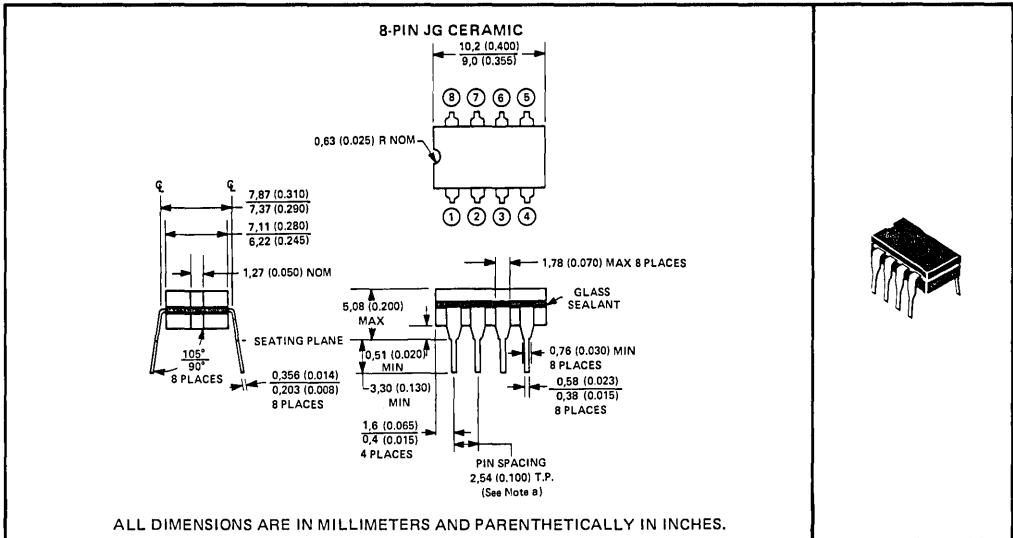 8-PIN JG CERAMIC
10,2 (0.400)
9,0 (0.355)
8 7 6 5
0,63 (0.025) R NOM
1 2 3 4
℄ ℄
7,87 (0.310)
7,37 (0.290)
7,11 (0.280)
6,22 (0.245)
1,27 (0.050) NOM
1,78 (0.070) MAX 8 PLACES
5,08 (0.200)
MAX
GLASS
SEALANT
SEATING PLANE
0,51 (0.020)
MIN
105°
90°
8 PLACES
0,76 (0.030) MIN
8 PLACES
0,356 (0.014)
0,203 (0.008)
8 PLACES
3,30 (0.130)
MIN
0,58 (0.023)
0,38 (0.015)
8 PLACES
1,6 (0.065)
0,4 (0.015)
4 PLACES
PIN SPACING
2,54 (0.100) T.P.
(See Note a)
ALL DIMENSIONS ARE IN MILLIMETERS AND PARENTHETICALLY IN INCHES.